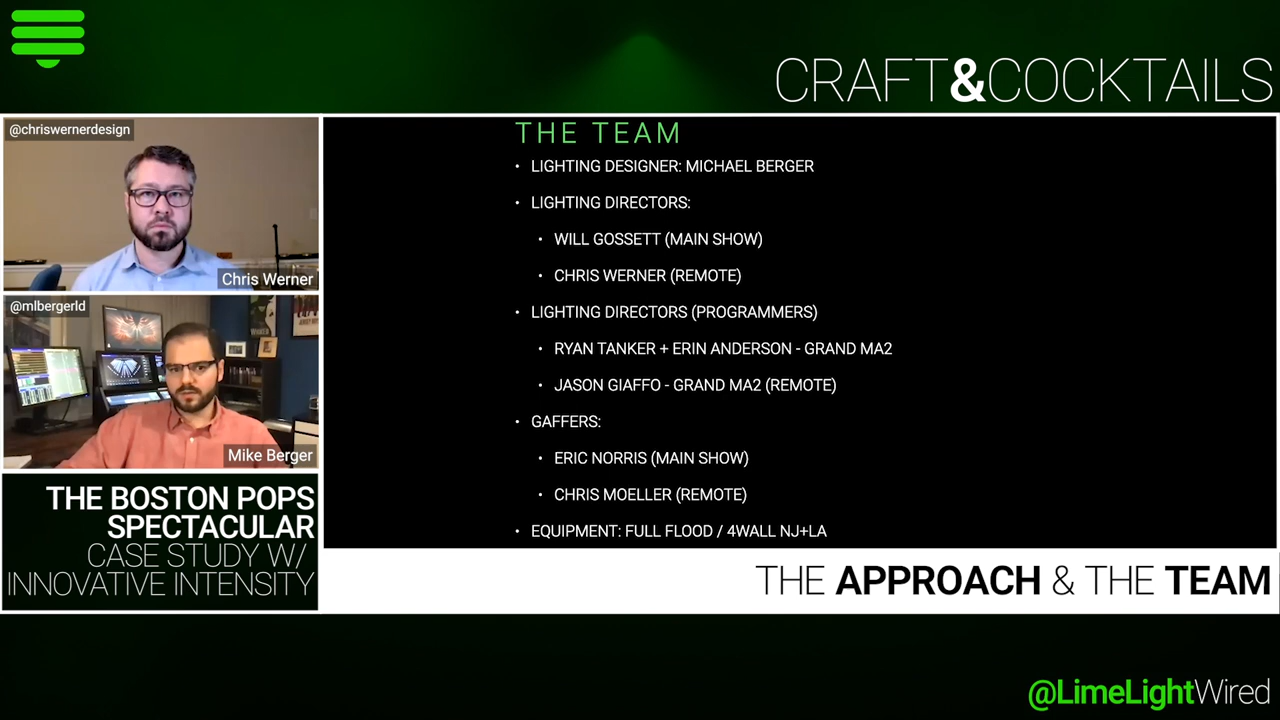 CRAFT&COCKTAILS
@chriswernerdesign
Chris Werner
@mlbergerld
Mike Berger
THE BOSTON POPS
SPECTACULAR
CASE STUDY W/
INNOVATIVE INTENSITY
THE TEAM
• LIGHTING DESIGNER: MICHAEL BERGER
• LIGHTING DIRECTORS:
• WILL GOSSETT (MAIN SHOW)
• CHRIS WERNER (REMOTE)
• LIGHTING DIRECTORS (PROGRAMMERS)
• RYAN TANKER + ERIN ANDERSON - GRAND MA2
• JASON GIAFFO - GRAND MA2 (REMOTE)
• GAFFERS:
• ERIC NORRIS (MAIN SHOW)
• CHRIS MOELLER (REMOTE)
• EQUIPMENT: FULL FLOOD / 4WALL NJ+LA
THE APPROACH & THE TEAM
@LimeLightWired